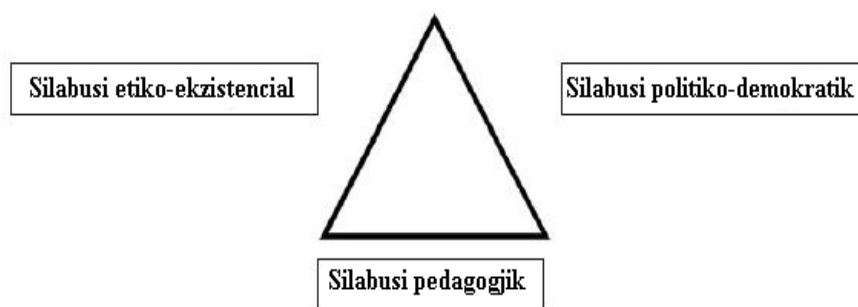 Silabusi etiko-ekzistencial
Silabusi politiko-demokratik
Silabusi pedagogjik